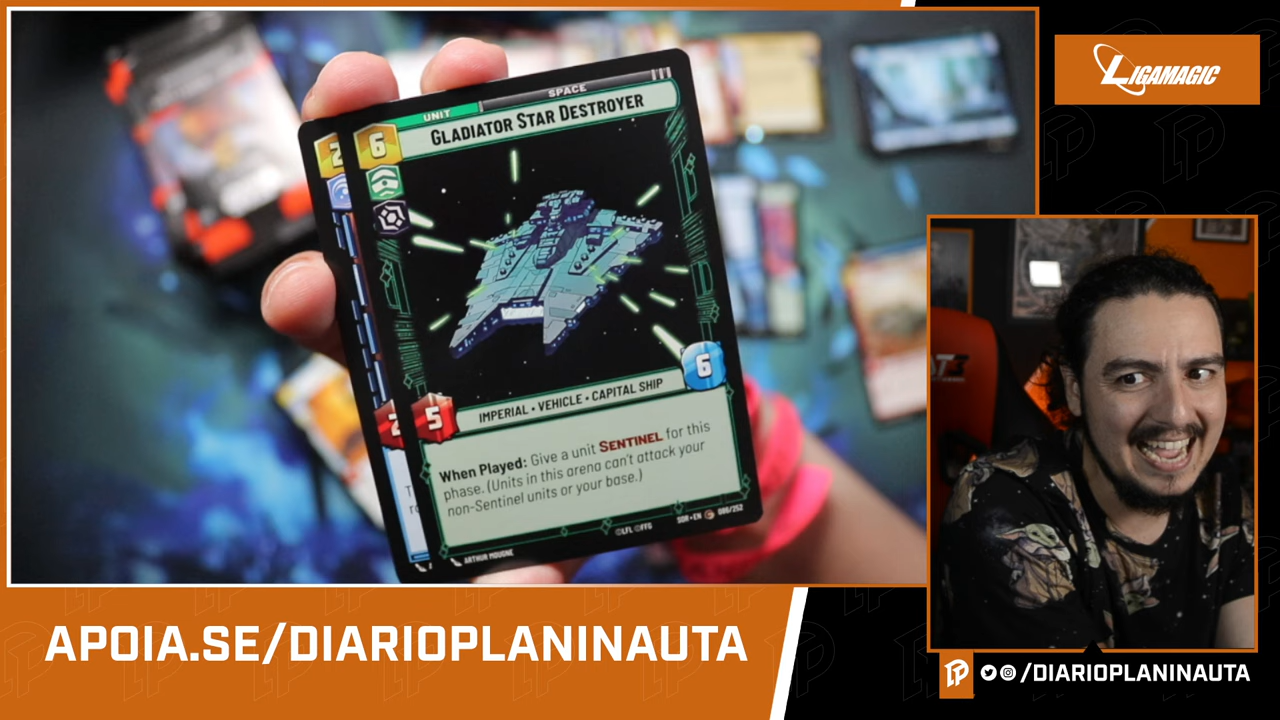 UNIT
SPACE
6
GLADIATOR STAR DESTROYER
2
6
5
2
IMPERIAL • VEHICLE • CAPITAL SHIP
When Played: Give a unit SENTINEL for this
phase. (Units in this arena can't attack your
non-Sentinel units or your base.)
ARTHUR MOUGNE
©LFL ©FFG
SOR • EN C 086/252
LIGAMAGIC
APOIA.SE/DIARIOPLANINAUTA
/DIARIOPLANINAUTA